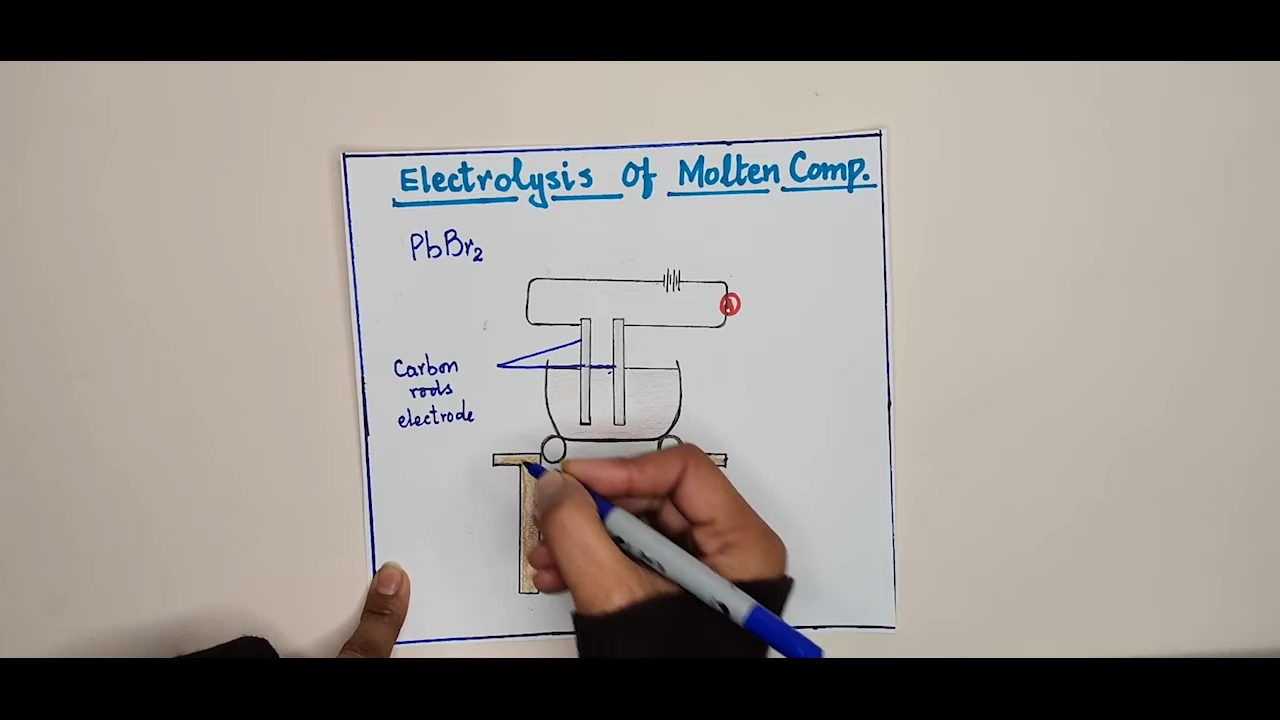 Electrolysis Of Molten Comp.
PbBr₂
A
Carbon
rods
electrode